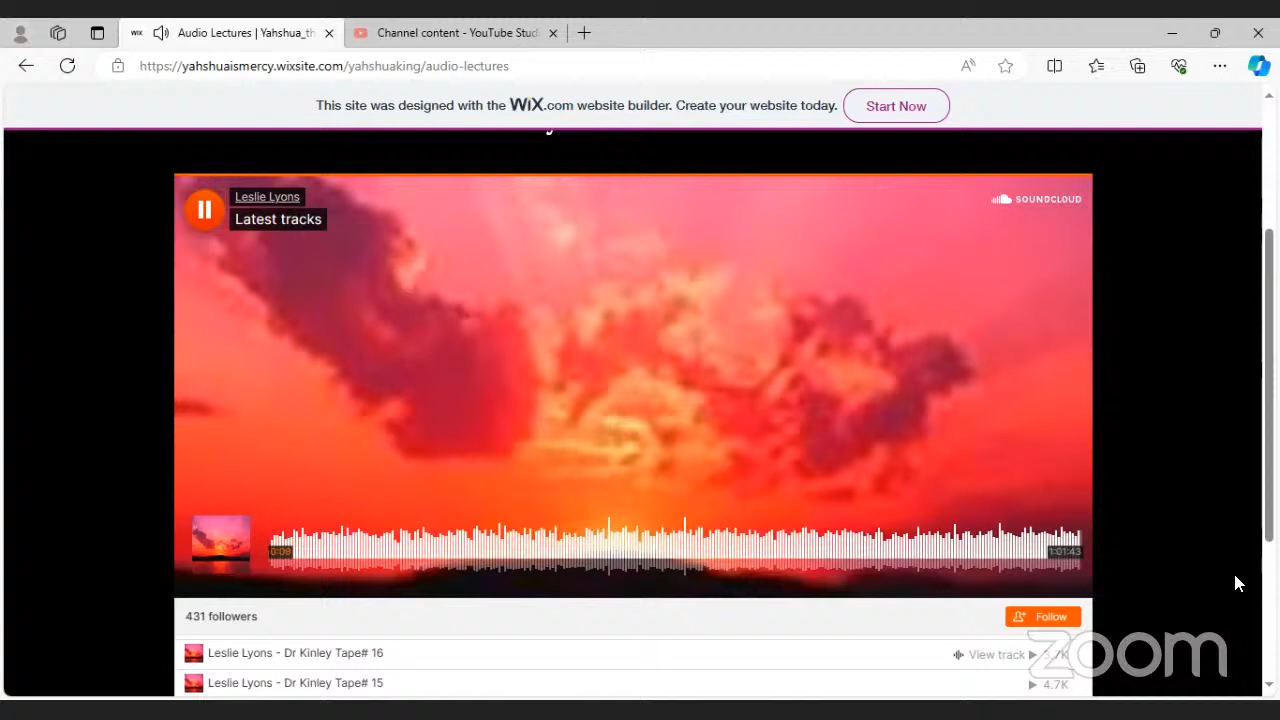 WIX Audio Lectures | Yahshua_th
Channel content - YouTube Stud
https://yahshuaismercy.wixsite.com/yahshuaking/audio-lectures
This site was designed with the WiX.com website builder. Create your website today. Start Now
Leslie Lyons
Latest tracks
SOUNDCLOUD
0:09
1:01:43
431 followers
Follow
Leslie Lyons - Dr Kinley Tape# 16
View track
3.7K
Leslie Lyons - Dr Kinley Tape# 15
4.7K
zoom